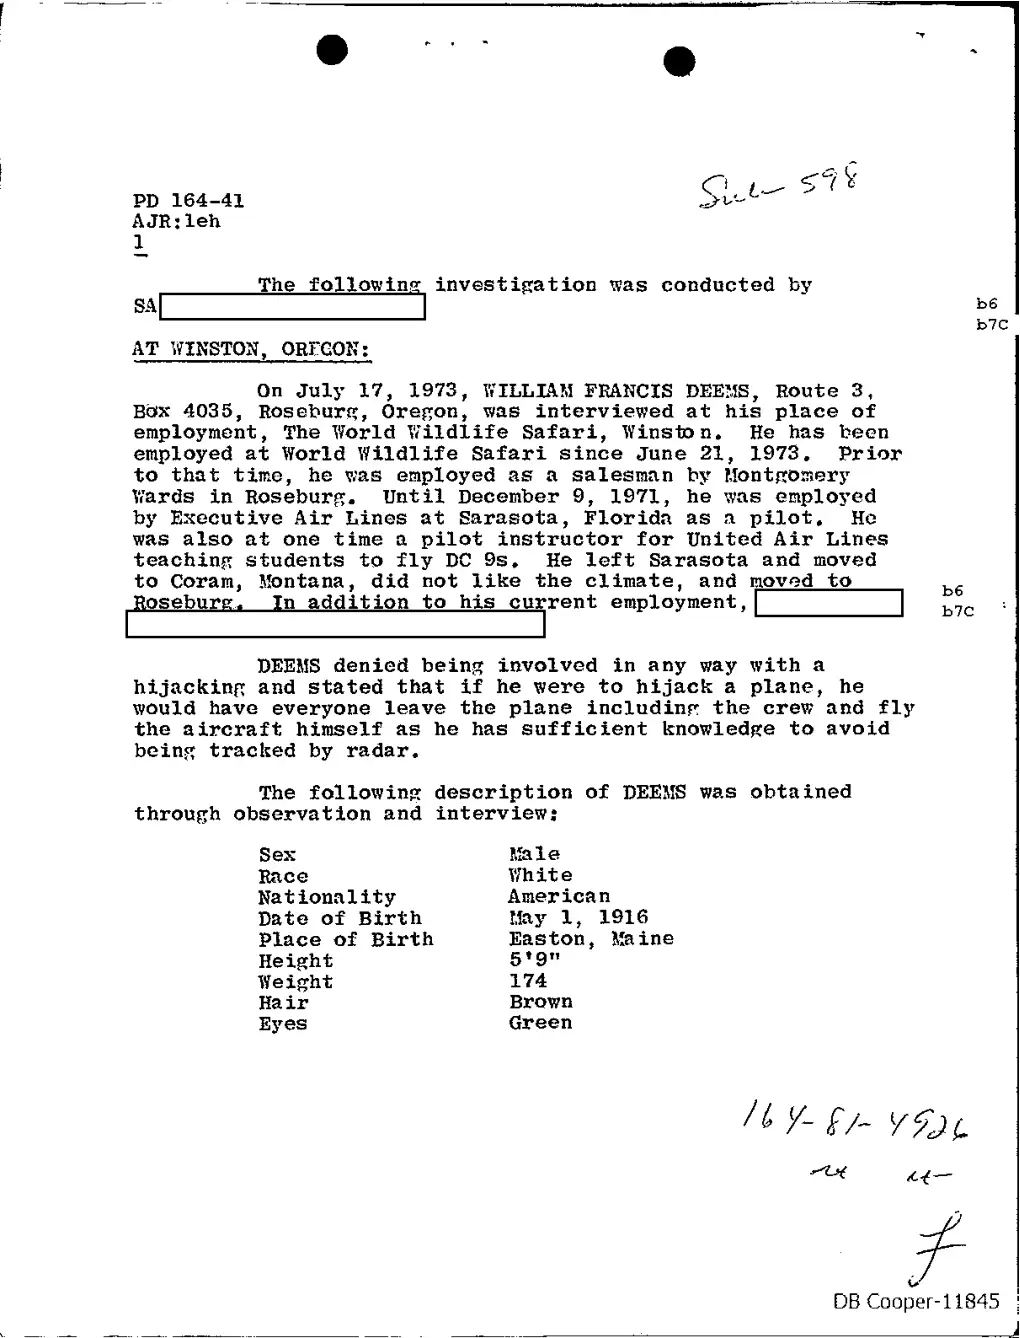 Sub 598
PD 164-41
AJR:leh
1
The following investigation was conducted by
SA
b6
b7C
AT WINSTON, OREGON:
On July 17, 1973, WILLIAM FRANCIS DEEMS, Route 3,
Box 4035, Roseburg, Oregon, was interviewed at his place of
employment, The World Wildlife Safari, Winston. He has been
employed at World Wildlife Safari since June 21, 1973. Prior
to that time, he was employed as a salesman by Montgomery
Wards in Roseburg. Until December 9, 1971, he was employed
by Executive Air Lines at Sarasota, Florida as a pilot. He
was also at one time a pilot instructor for United Air Lines
teaching students to fly DC 9s. He left Sarasota and moved
to Coram, Montana, did not like the climate, and moved to
Roseburg. In addition to his current employment,
b6
b7C
DEEMS denied being involved in any way with a
hijacking and stated that if he were to hijack a plane, he
would have everyone leave the plane including the crew and fly
the aircraft himself as he has sufficient knowledge to avoid
being tracked by radar.
The following description of DEEMS was obtained
through observation and interview:
Sex Male
Race White
Nationality American
Date of Birth May 1, 1916
Place of Birth Easton, Maine
Height 5'9"
Weight 174
Hair Brown
Eyes Green
164-81-4926
DB Cooper-11845